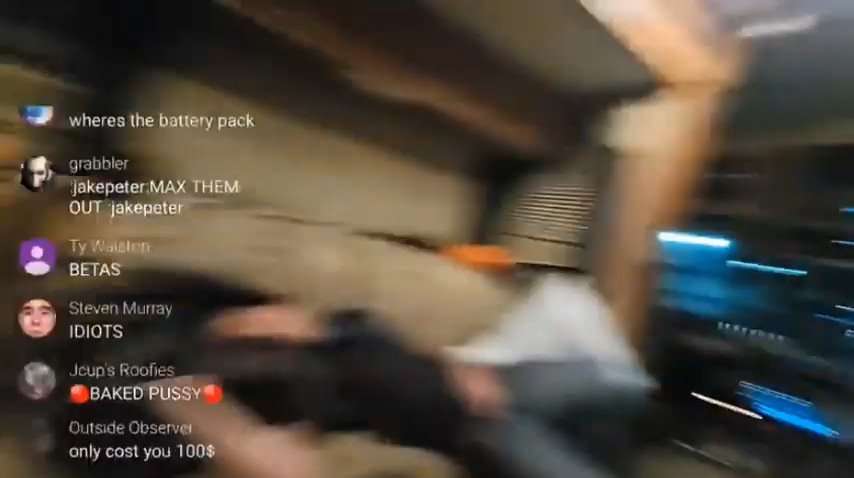 wheres the battery pack
grabbler
:jakepeter:MAX THEM
OUT :jakepeter
Ty Walston
BETAS
Steven Murray
IDIOTS
Jcup's Roofies
🔴BAKED PUSSY🔴
Outside Observer
only cost you 100$